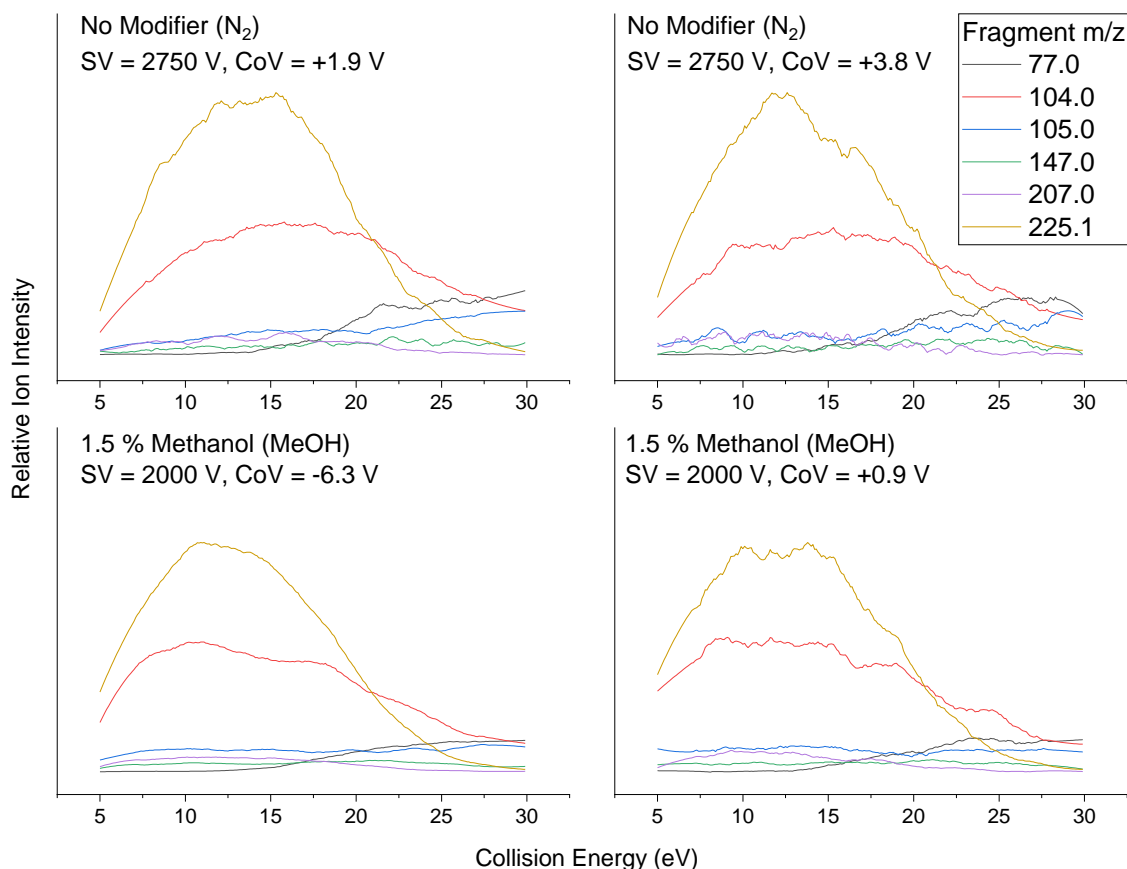 No Modifier (N₂)
SV = 2750 V, CoV = +1.9 V
No Modifier (N₂)
SV = 2750 V, CoV = +3.8 V
Fragment m/z
77.0
104.0
105.0
147.0
207.0
225.1
5 10 15 20 25 30
5 10 15 20 25 30
Relative Ion Intensity
1.5 % Methanol (MeOH)
SV = 2000 V, CoV = -6.3 V
1.5 % Methanol (MeOH)
SV = 2000 V, CoV = +0.9 V
5 10 15 20 25 30
5 10 15 20 25 30
Collision Energy (eV)